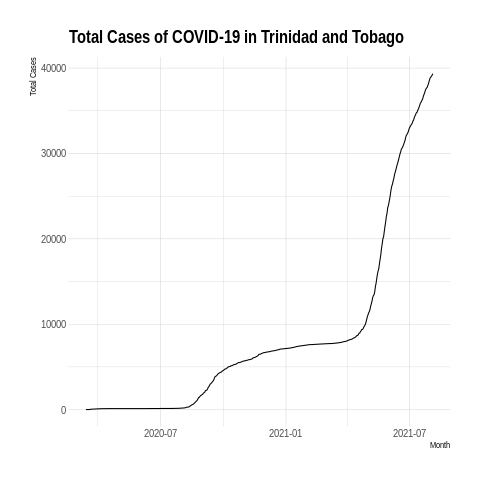 Total Cases of COVID-19 in Trinidad and Tobago
Total Cases
40000
30000
20000
10000
0
2020-07
2021-01
2021-07
Month